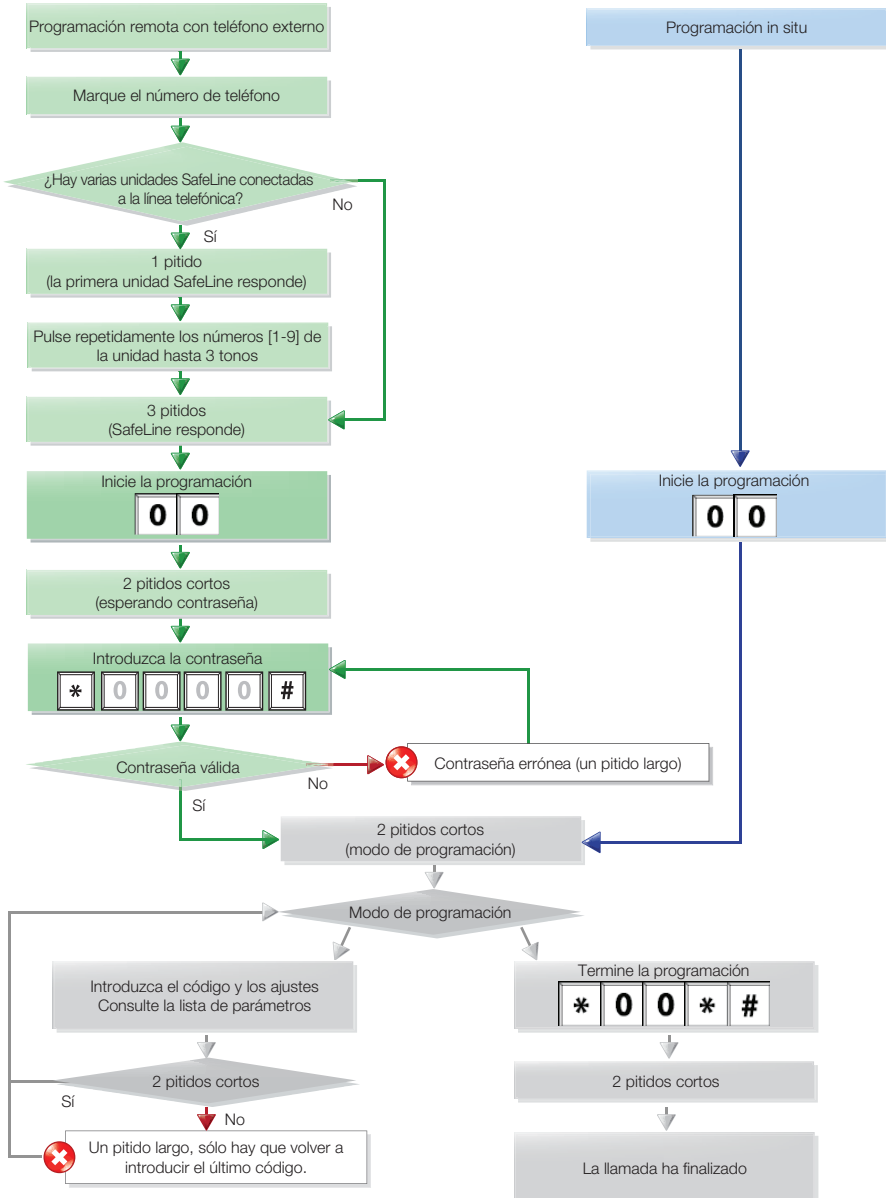 Programación remota con teléfono externo
Programación in situ
Marque el número de teléfono
¿Hay varias unidades SafeLine conectadas
a la línea telefónica?
No
Sí
1 pitido
(la primera unidad SafeLine responde)
Pulse repetidamente los números [1-9] de
la unidad hasta 3 tonos
3 pitidos
(SafeLine responde)
Inicie la programación
0 0
Inicie la programación
0 0
2 pitidos cortos
(esperando contraseña)
Introduzca la contraseña
* 0 0 0 0 #
Contraseña válida
No
Contraseña errónea (un pitido largo)
Sí
2 pitidos cortos
(modo de programación)
Modo de programación
Introduzca el código y los ajustes
Consulte la lista de parámetros
Termine la programación
* 0 0 * #
2 pitidos cortos
Sí
No
2 pitidos cortos
Un pitido largo, sólo hay que volver a
introducir el último código.
La llamada ha finalizado